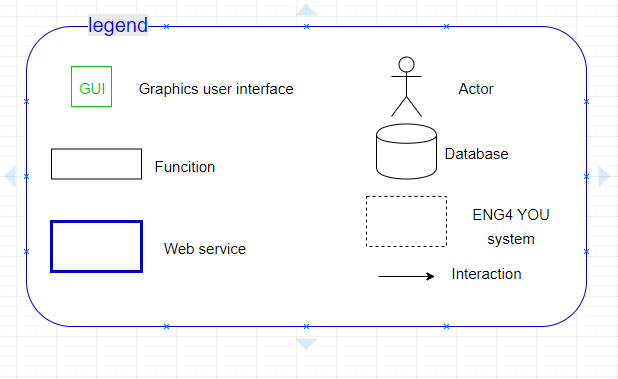 legend
GUI Graphics user interface
Actor
Database
Funcition
ENG4 YOU
system
Web service
Interaction